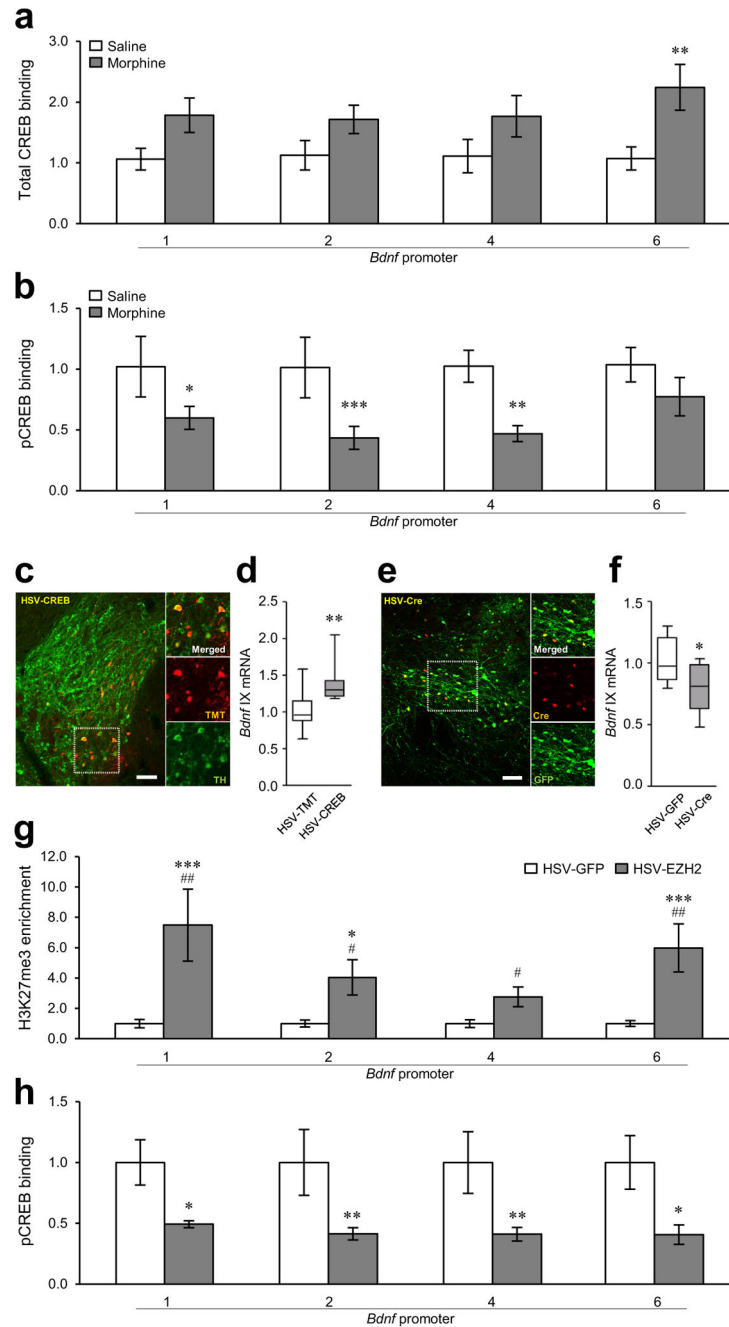 a
Saline
Morphine
Total CREB binding
3.0
2.0
1.0
0.0
**
1 2 4 6
Bdnf promoter
b
Saline
Morphine
pCREB binding
1.5
1.0
0.5
0.0
* *** **
1 2 4 6
Bdnf promoter
c
HSV-CREB
Merged
TMT
TH
d
Bdnf IX mRNA
2.5
2.0
1.5
1.0
0.5
0.0
**
HSV-TMT
HSV-CREB
e
HSV-Cre
Merged
Cre
GFP
f
Bdnf IX mRNA
1.5
1.0
0.5
0.0
*
HSV-GFP
HSV-Cre
g
HSV-GFP HSV-EZH2
H3K27me3 enrichment
12.0
10.0
8.0
6.0
4.0
2.0
0.0
*** * ***
## # # ##
1 2 4 6
Bdnf promoter
h
pCREB binding
1.5
1.0
0.5
0.0
* ** ** *
1 2 4 6
Bdnf promoter